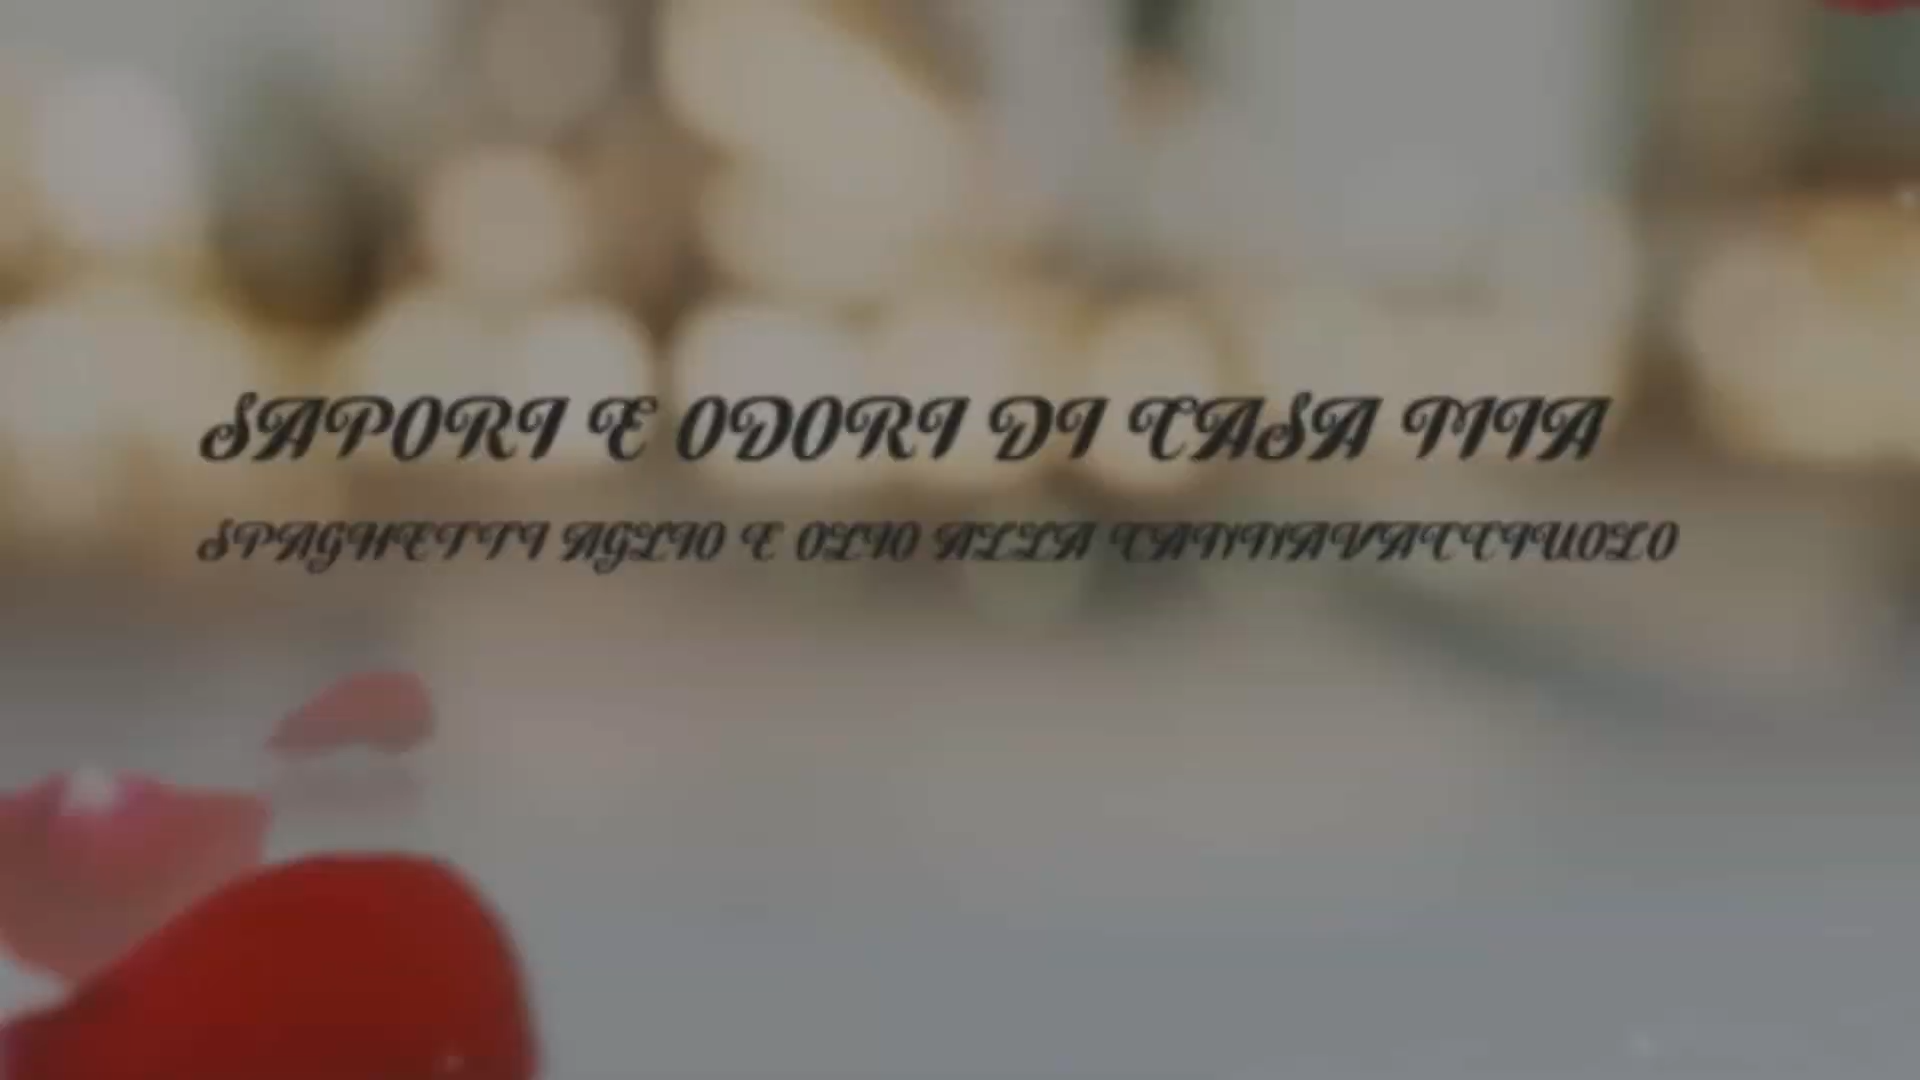 SAPORI E ODORI DI CASA MIA
SPAGHETTI AGLIO E OLIO ALLA CANNAVACCIUOLO